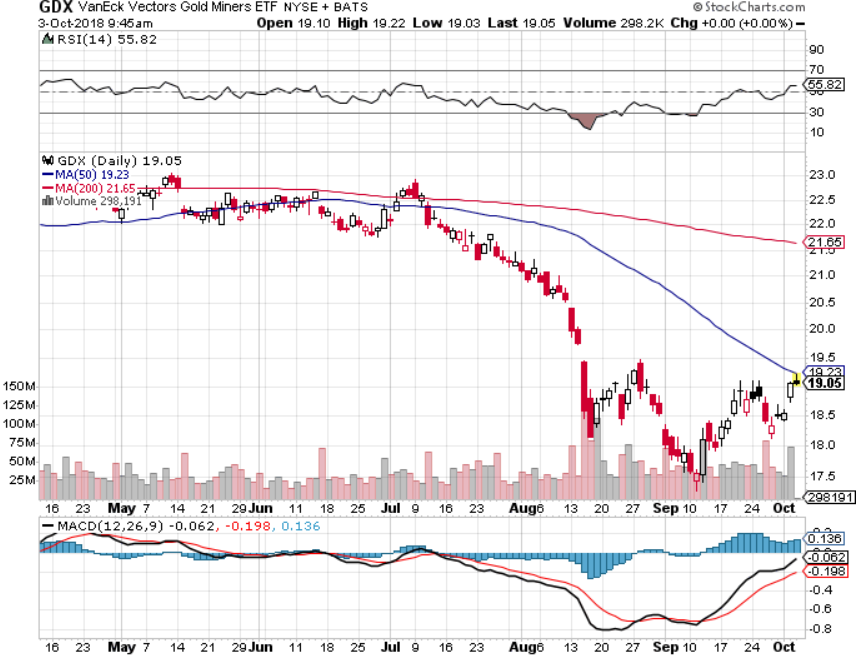 GDX VanEck Vectors Gold Miners ETF NYSE + BATS © StockCharts.com
3-Oct-2018 9:45am Open 19.10 High 19.22 Low 19.03 Last 19.05 Volume 298.2K Chg +0.00 (+0.00%)
RSI(14) 55.82
90
70
55.82
30
10
GDX (Daily) 19.05
MA(50) 19.23
MA(200) 21.65
Volume 298,191
23.0
22.5
22.0
21.65
21.5
21.0
20.5
20.0
19.5
19.23
19.05
18.5
18.0
17.5
298191
150M
125M
100M
75M
50M
25M
16 23 May 7 14 21 29 Jun 11 18 25 Jul 9 16 23 Aug 6 13 20 27 Sep 10 17 24 Oct
MACD(12,26,9) -0.062, -0.198, 0.136
0.136
-0.062
-0.198
-0.4
-0.6
-0.8
16 23 May 7 14 21 29 Jun 11 18 25 Jul 9 16 23 Aug 6 13 20 27 Sep 10 17 24 Oct